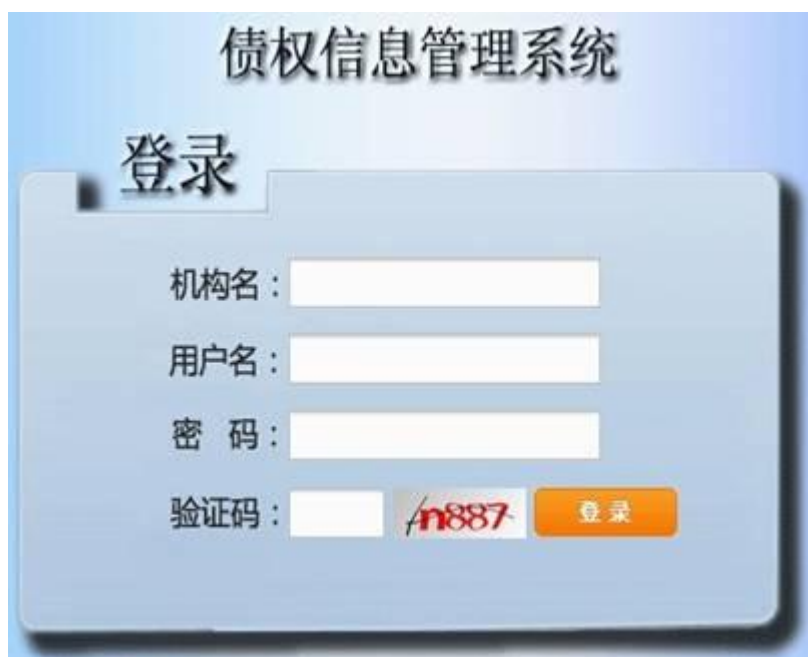 债权信息管理系统
登录
机构名：
用户名：
密 码：
验证码： n887 登录